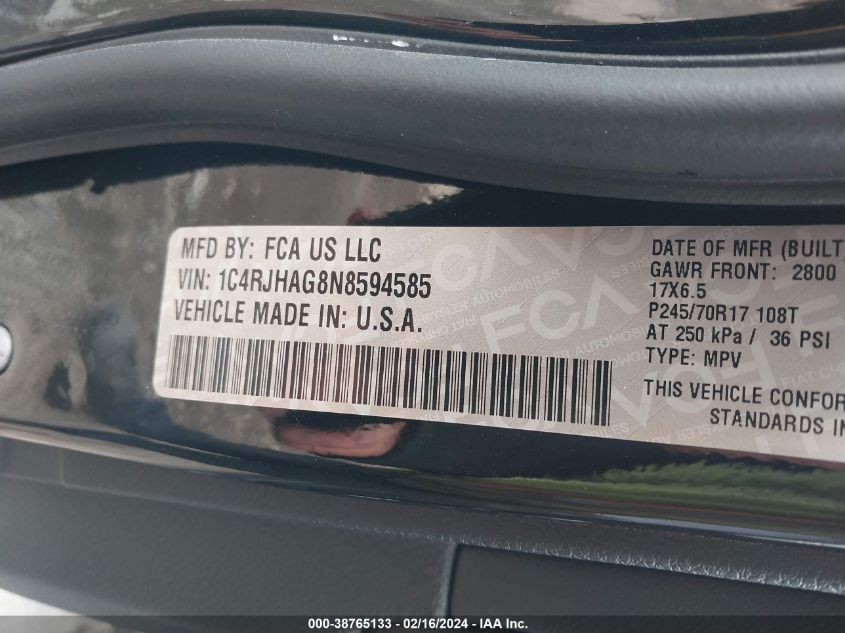 MFD BY: FCA US LLC
VIN: 1C4RJHAG8N8594585
VEHICLE MADE IN: U.S.A.
DATE OF MFR (BUILT)
GAWR FRONT: 2800
17X6.5
P245/70R17 108T
AT 250 kPa / 36 PSI
TYPE: MPV
THIS VEHICLE CONFOR
STANDARDS IN
000-38765133 - 02/16/2024 - IAA Inc.